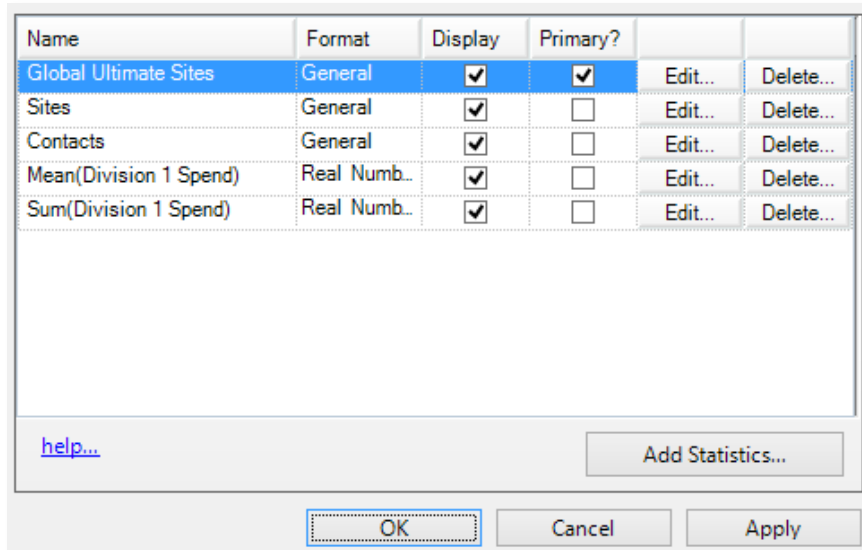 Name Format Display Primary?
Global Ultimate Sites General Edit... Delete...
Sites General Edit... Delete...
Contacts General Edit... Delete...
Mean(Division 1 Spend) Real Numb... Edit... Delete...
Sum(Division 1 Spend) Real Numb... Edit... Delete...
help...
Add Statistics...
OK Cancel Apply